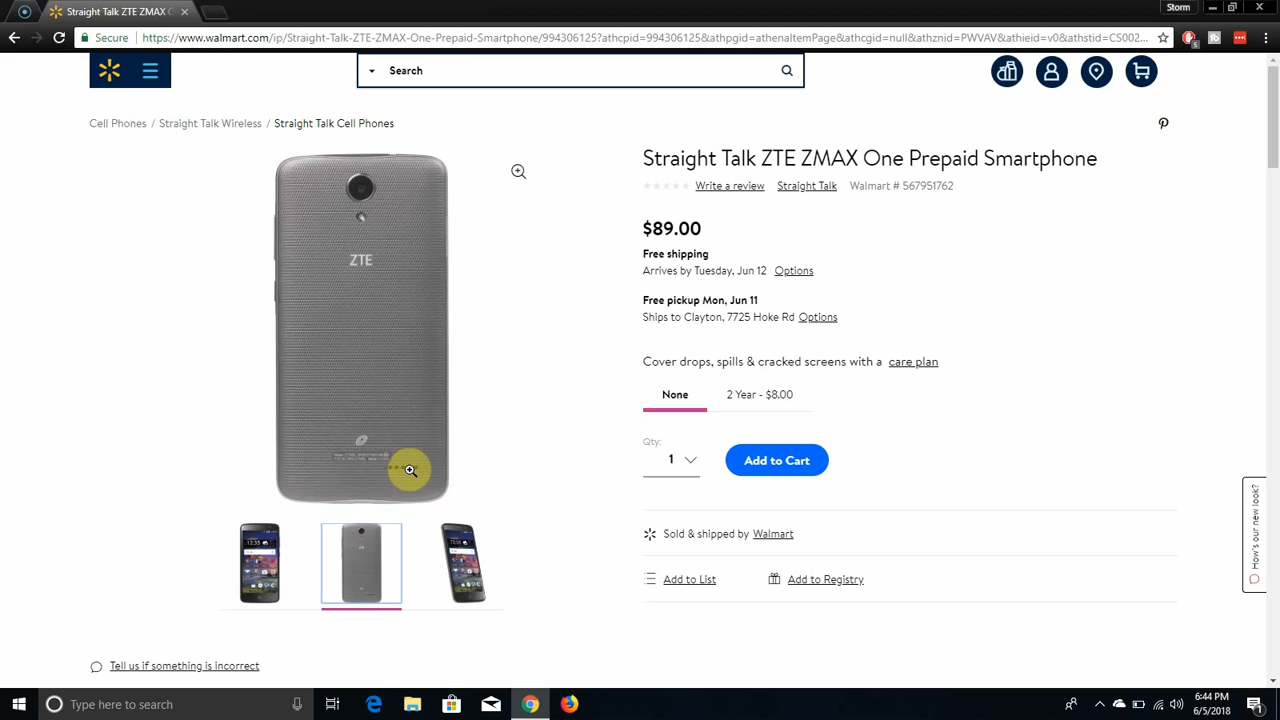 Straight Talk ZTE ZMAX C
Storm
Secure https://www.walmart.com/ip/Straight-Talk-ZTE-ZMAX-One-Prepaid-Smartphone/994306125?athcpid=994306125&athpgid=athenaItemPage&athcgid=null&athznid=PWVAV&athieid=v0&athstid=CS002...
Search
Cell Phones / Straight Talk Wireless / Straight Talk Cell Phones
Straight Talk ZTE ZMAX One Prepaid Smartphone
Write a review Straight Talk Walmart # 567951762
$89.00
Free shipping
Arrives by Tuesday, Jun 12 Options
Free pickup Mon, Jun 11
Ships to Clayton, 7725 Hoke Rd Options
Cover drops, spills & cracked screens with a care plan
None 2 Year - $8.00
Qty:
1 Add to Cart
Sold & shipped by Walmart
Add to List Add to Registry
ZTE
How's our new look?
Tell us if something is incorrect
Type here to search
6:44 PM
6/5/2018